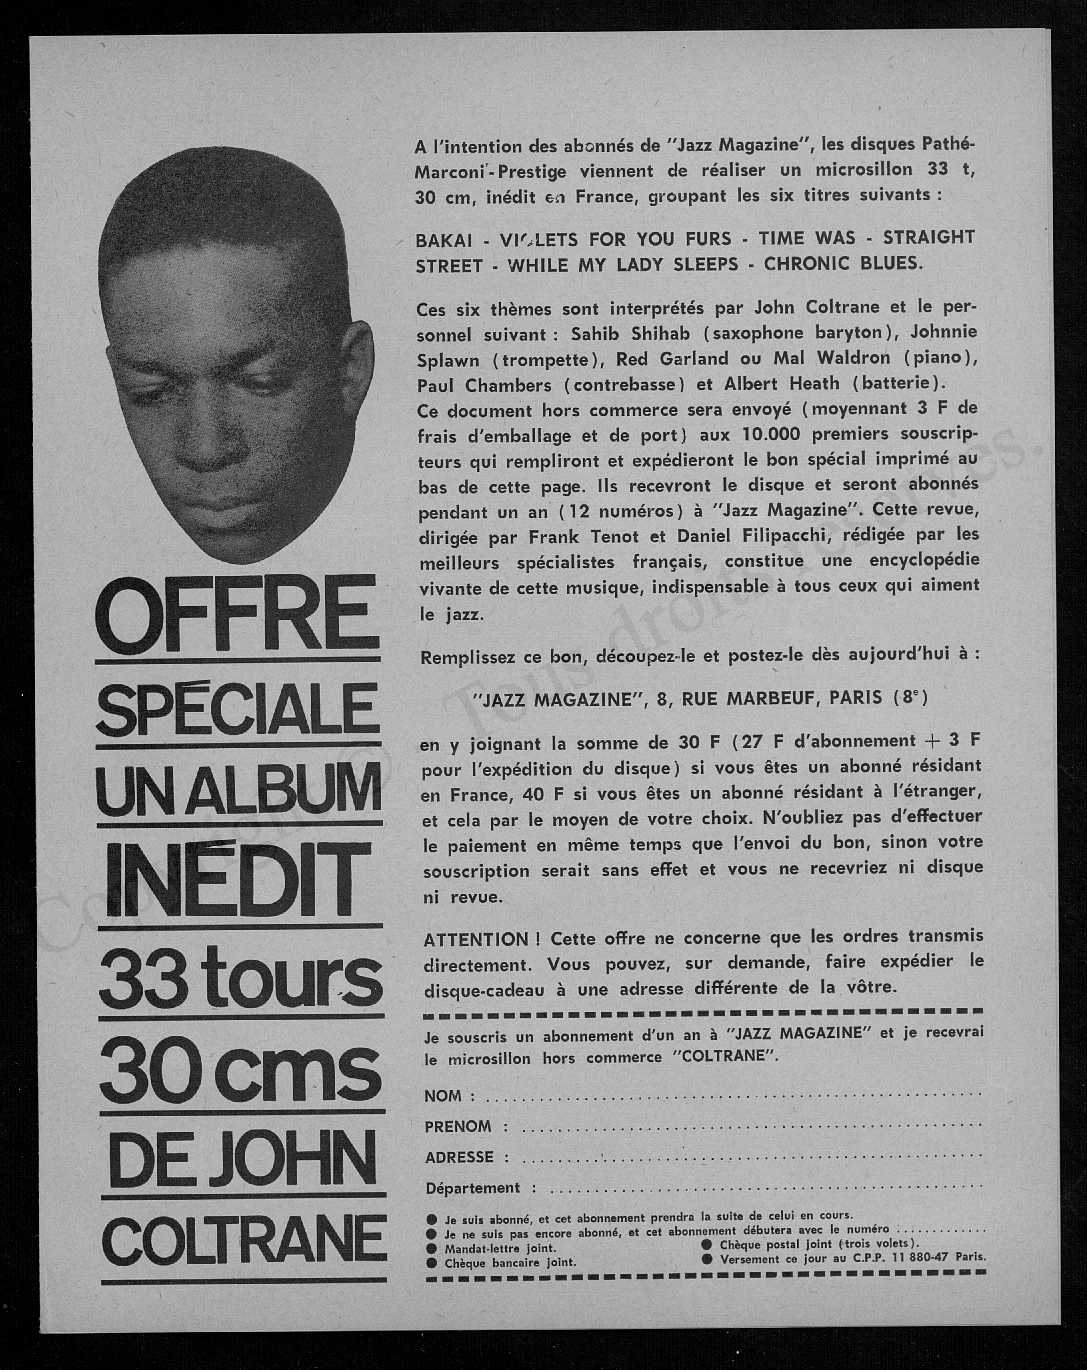 OFFRE
SPÉCIALE
UN ALBUM
INÉDIT
33 tours
30 cms
DE JOHN
COLTRANE
A l'intention des abonnés de "Jazz Magazine", les disques Pathé-
Marconi-Prestige viennent de réaliser un microsillon 33 t,
30 cm, inédit en France, groupant les six titres suivants :
BAKAI - VIOLETS FOR YOU FURS - TIME WAS - STRAIGHT
STREET - WHILE MY LADY SLEEPS - CHRONIC BLUES.
Ces six thèmes sont interprétés par John Coltrane et le per-
sonnel suivant : Sahib Shihab (saxophone baryton), Johnnie
Splawn (trompette), Red Garland ou Mal Waldron (piano),
Paul Chambers (contrebasse) et Albert Heath (batterie).
Ce document hors commerce sera envoyé (moyennant 3 F de
frais d'emballage et de port) aux 10.000 premiers souscrip-
teurs qui rempliront et expédieront le bon spécial imprimé au
bas de cette page. Ils recevront le disque et seront abonnés
pendant un an (12 numéros) à "Jazz Magazine". Cette revue,
dirigée par Frank Tenot et Daniel Filipacchi, rédigée par les
meilleurs spécialistes français, constitue une encyclopédie
vivante de cette musique, indispensable à tous ceux qui aiment
le jazz.
Remplissez ce bon, découpez-le et postez-le dès aujourd'hui à :
"JAZZ MAGAZINE", 8, RUE MARBEUF, PARIS (8e)
en y joignant la somme de 30 F (27 F d'abonnement + 3 F
pour l'expédition du disque) si vous êtes un abonné résidant
en France, 40 F si vous êtes un abonné résidant à l'étranger,
et cela par le moyen de votre choix. N'oubliez pas d'effectuer
le paiement en même temps que l'envoi du bon, sinon votre
souscription serait sans effet et vous ne recevriez ni disque
ni revue.
ATTENTION ! Cette offre ne concerne que les ordres transmis
directement. Vous pouvez, sur demande, faire expédier le
disque-cadeau à une adresse différente de la vôtre.
Je souscris un abonnement d'un an à "JAZZ MAGAZINE" et je recevrai
le microsillon hors commerce "COLTRANE".
NOM : ..........
PRENOM : ..........
ADRESSE : ..........
Département : ..........
● Je suis abonné, et cet abonnement prendra la suite de celui en cours.
● Je ne suis pas encore abonné, et cet abonnement débutera avec le numéro ..........
● Mandat-lettre joint.
● Chèque bancaire joint.
● Chèque postal joint (trois volets).
● Versement ce jour au C.P.P. 11 880-47 Paris.
Copyright © - Tous droits réservés.